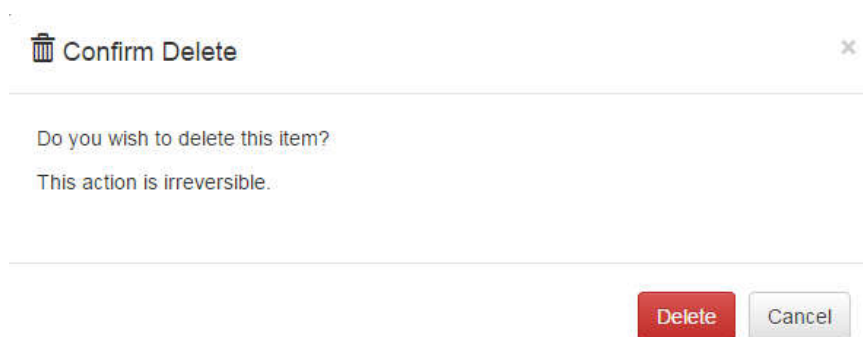 Confirm Delete
×
Do you wish to delete this item?
This action is irreversible.
Delete
Cancel